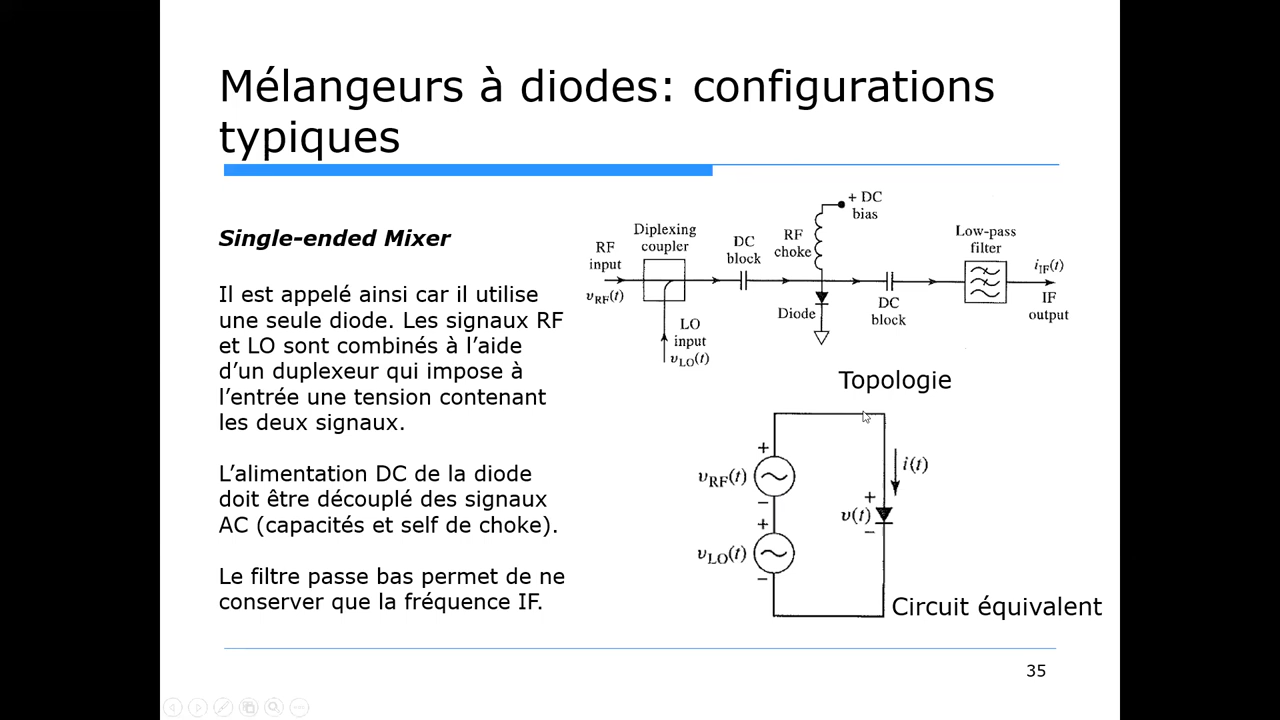 Mélangeurs à diodes: configurations
typiques
Single-ended Mixer
Il est appelé ainsi car il utilise
une seule diode. Les signaux RF
et LO sont combinés à l’aide
d’un duplexeur qui impose à
l’entrée une tension contenant
les deux signaux.
L’alimentation DC de la diode
doit être découplé des signaux
AC (capacités et self de choke).
Le filtre passe bas permet de ne
conserver que la fréquence IF.
+ DC
bias
Diplexing
coupler
RF
input
υRF(t)
DC
block
RF
choke
Low-pass
filter
iIF(t)
IF
output
Diode
DC
block
LO
input
υLO(t)
Topologie
+
υRF(t)
−
+
υLO(t)
−
i(t)
+
υ(t)
−
Circuit équivalent
35